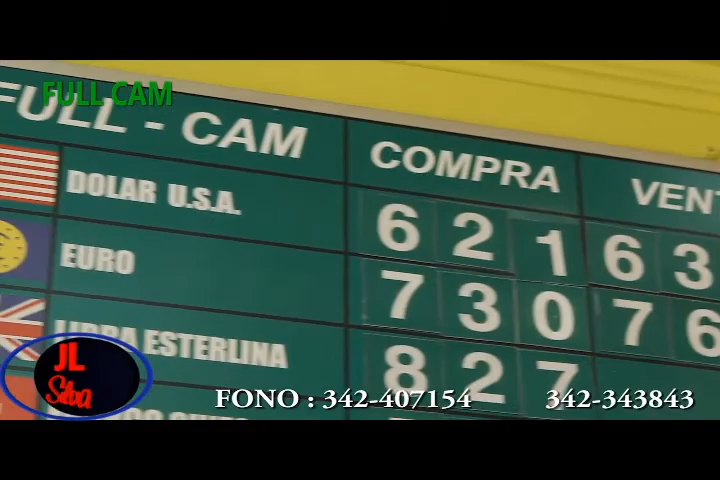 FULL CAM
FULL - CAM COMPRA VENT
DOLAR U.S.A. 621 63
EURO 730 76
LIBRA ESTERLINA 827
JL
Silva
FONO : 342-407154 342-343843